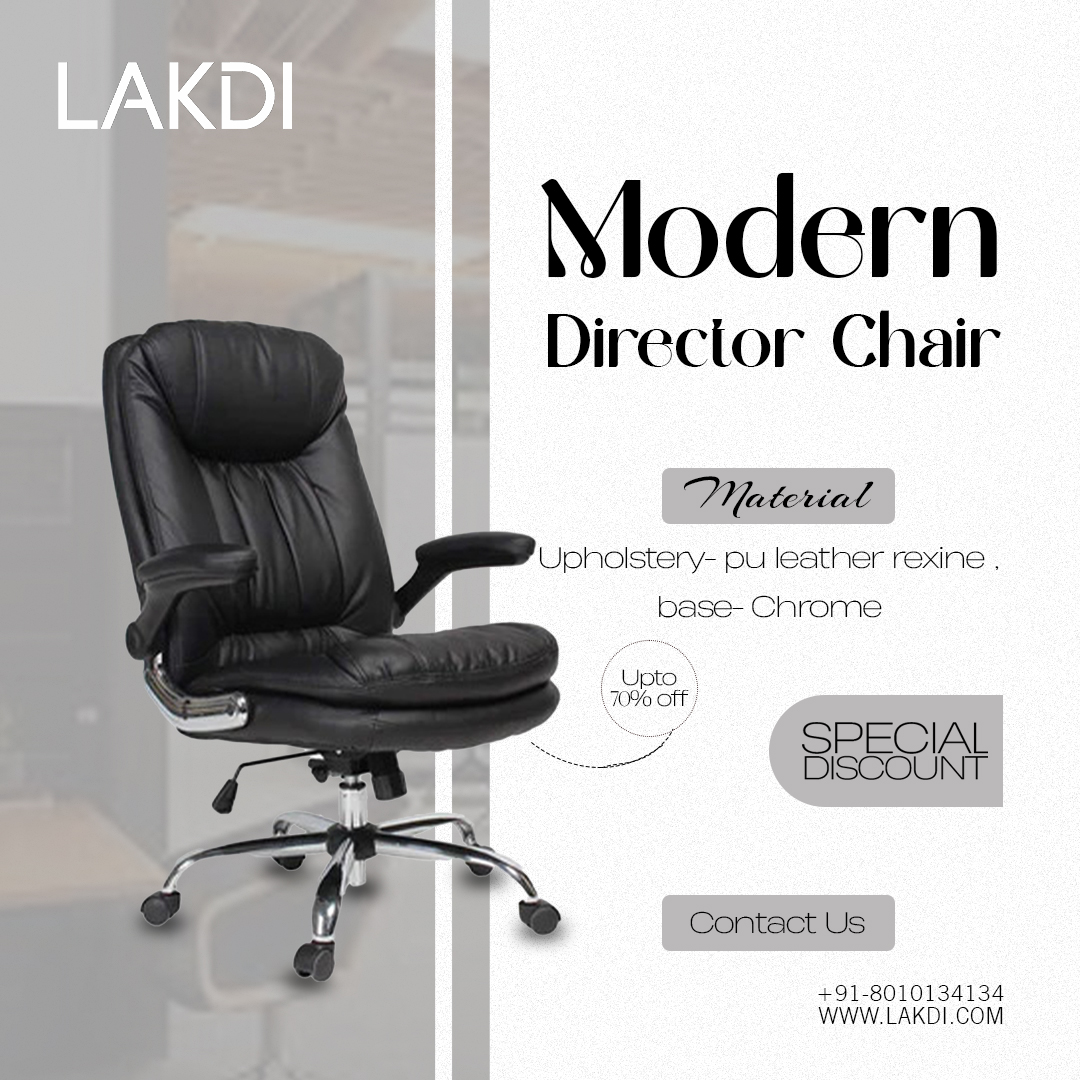 LAKDI
Modern
Director Chair
Material
Upholstery- pu leather rexine ,
base- Chrome
Upto
70% off
SPECIAL
DISCOUNT
Contact Us
+91-8010134134
WWW.LAKDI.COM